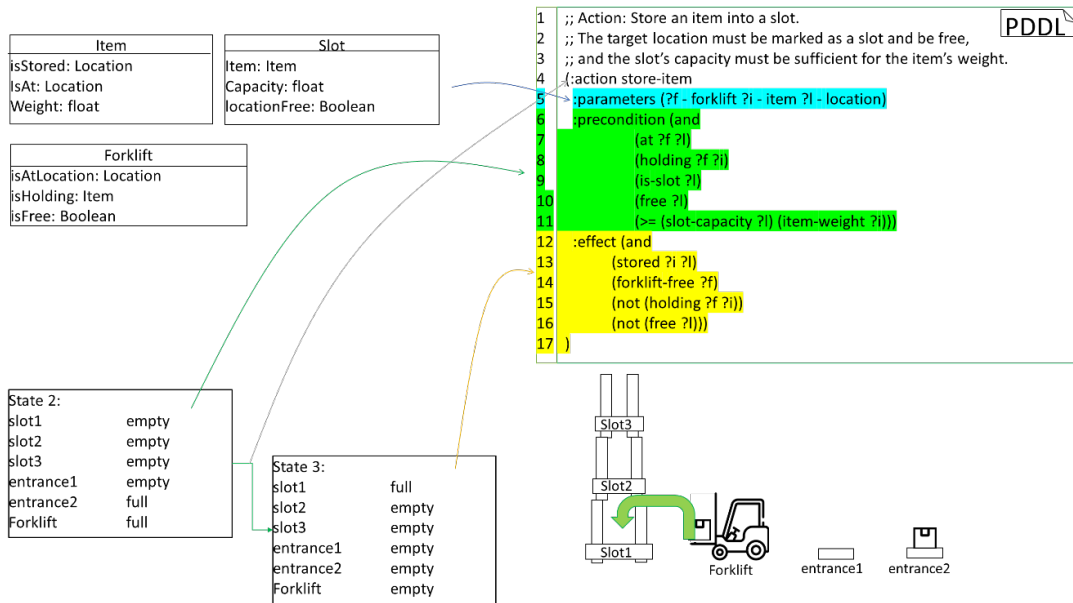 Item
isStored: Location
IsAt: Location
Weight: float
Slot
Item: Item
Capacity: float
locationFree: Boolean
Forklift
isAtLocation: Location
isHolding: Item
isFree: Boolean
PDDL
1 ;; Action: Store an item into a slot.
2 ;; The target location must be marked as a slot and be free,
3 ;; and the slot’s capacity must be sufficient for the item’s weight.
4 (:action store-item
5 :parameters (?f - forklift ?i - item ?l - location)
6 :precondition (and
7 (at ?f ?l)
8 (holding ?f ?i)
9 (is-slot ?l)
10 (free ?l)
11 (>= (slot-capacity ?l) (item-weight ?i)))
12 :effect (and
13 (stored ?i ?l)
14 (forklift-free ?f)
15 (not (holding ?f ?i))
16 (not (free ?l)))
17 )
State 2:
slot1 empty
slot2 empty
slot3 empty
entrance1 empty
entrance2 full
Forklift full
State 3:
slot1 full
slot2 empty
slot3 empty
entrance1 empty
entrance2 empty
Forklift empty
Slot3
Slot2
Slot1
Forklift
entrance1
entrance2